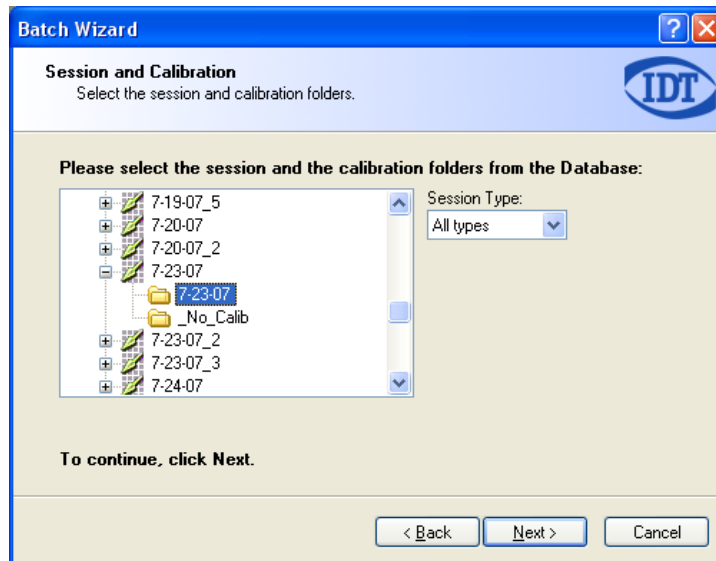 Batch Wizard
Session and Calibration
Select the session and calibration folders.
IDT
Please select the session and the calibration folders from the Database:
7-19-07_5
Session Type:
7-20-07
All types
7-20-07_2
7-23-07
7-23-07
_No_Calib
7-23-07_2
7-23-07_3
7-24-07
To continue, click Next.
< Back
Next >
Cancel